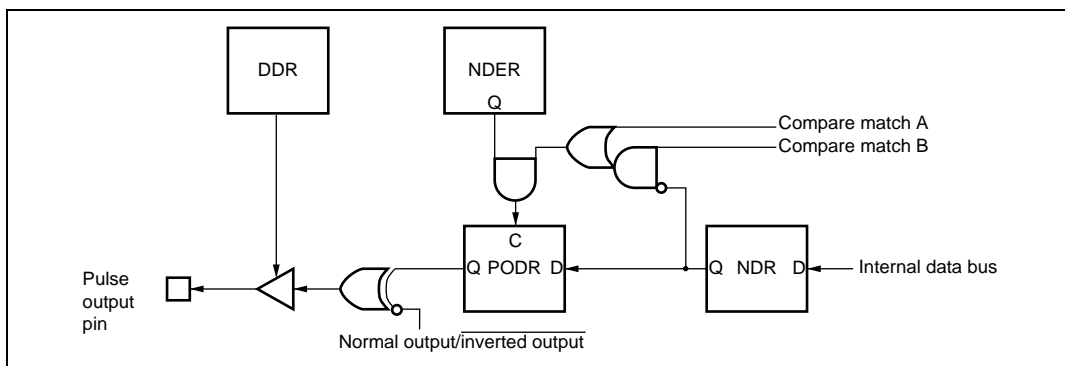 DDR
NDER
Q
Compare match A
Compare match B
C
Q PODR D
Q NDR D
Internal data bus
Pulse
output
pin
Normal output/inverted output